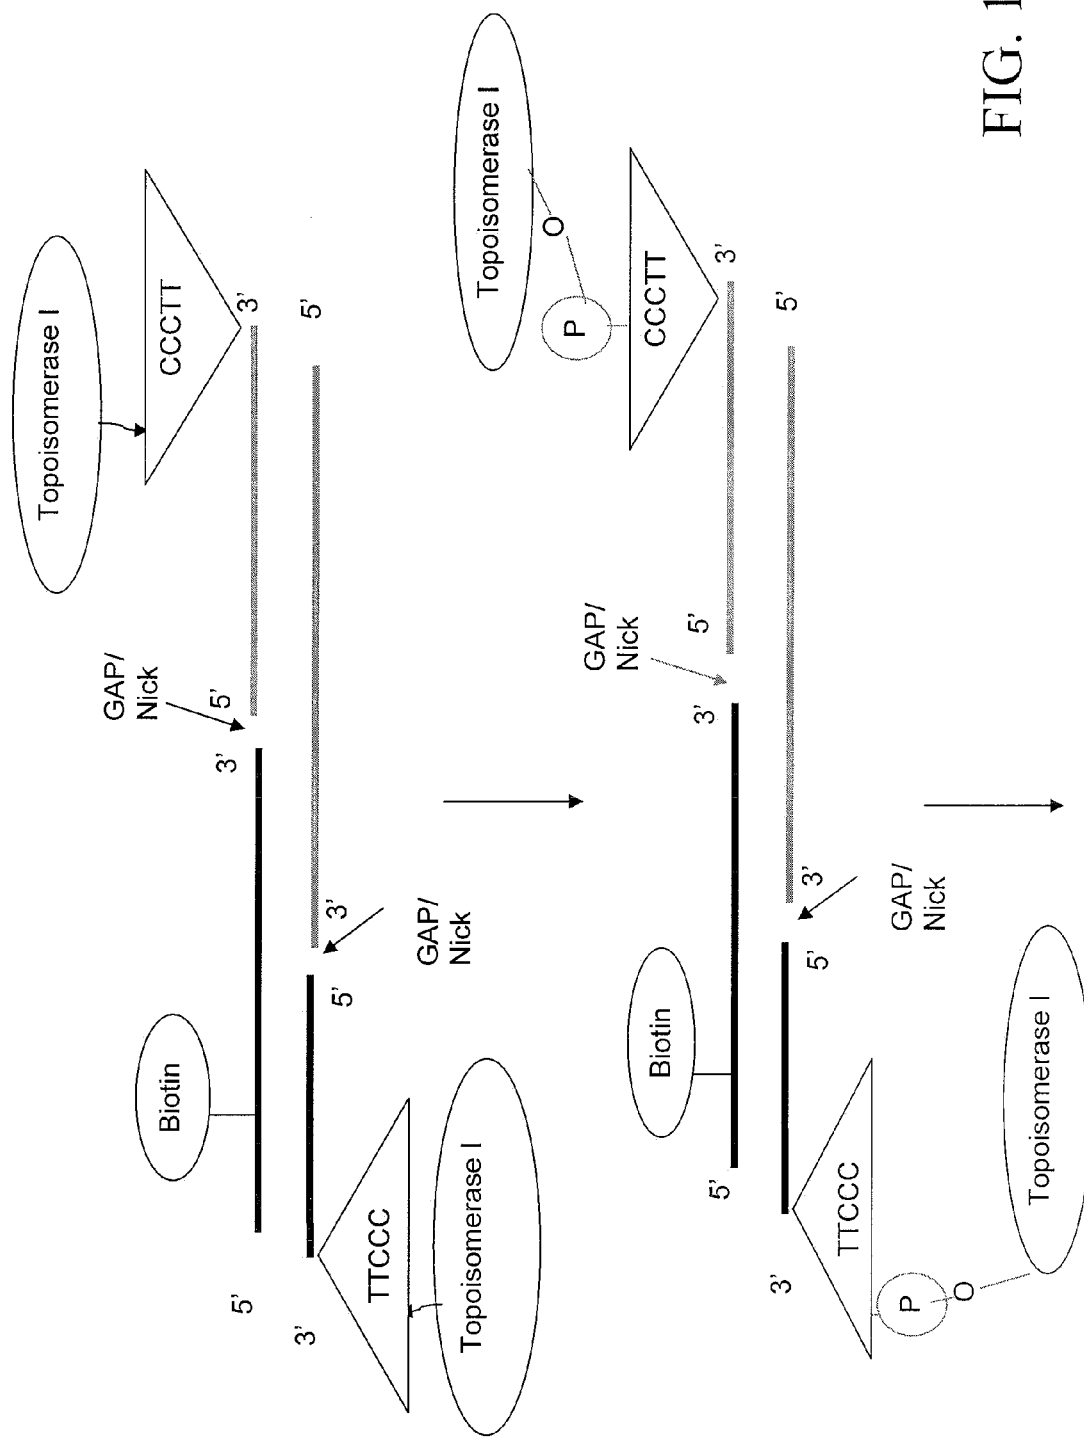 Topoisomerase I
GAP/
Nick
Biotin
CCCTT
5'
3'
5'
3'
3'
5'
3'
5'
TTCCC
GAP/
Nick
Topoisomerase I
Topoisomerase I
O
P
GAP/
Nick
Biotin
CCCTT
5'
3'
5'
3'
3'
5'
3'
5'
TTCCC
GAP/
Nick
P
O
Topoisomerase I
FIG. 1